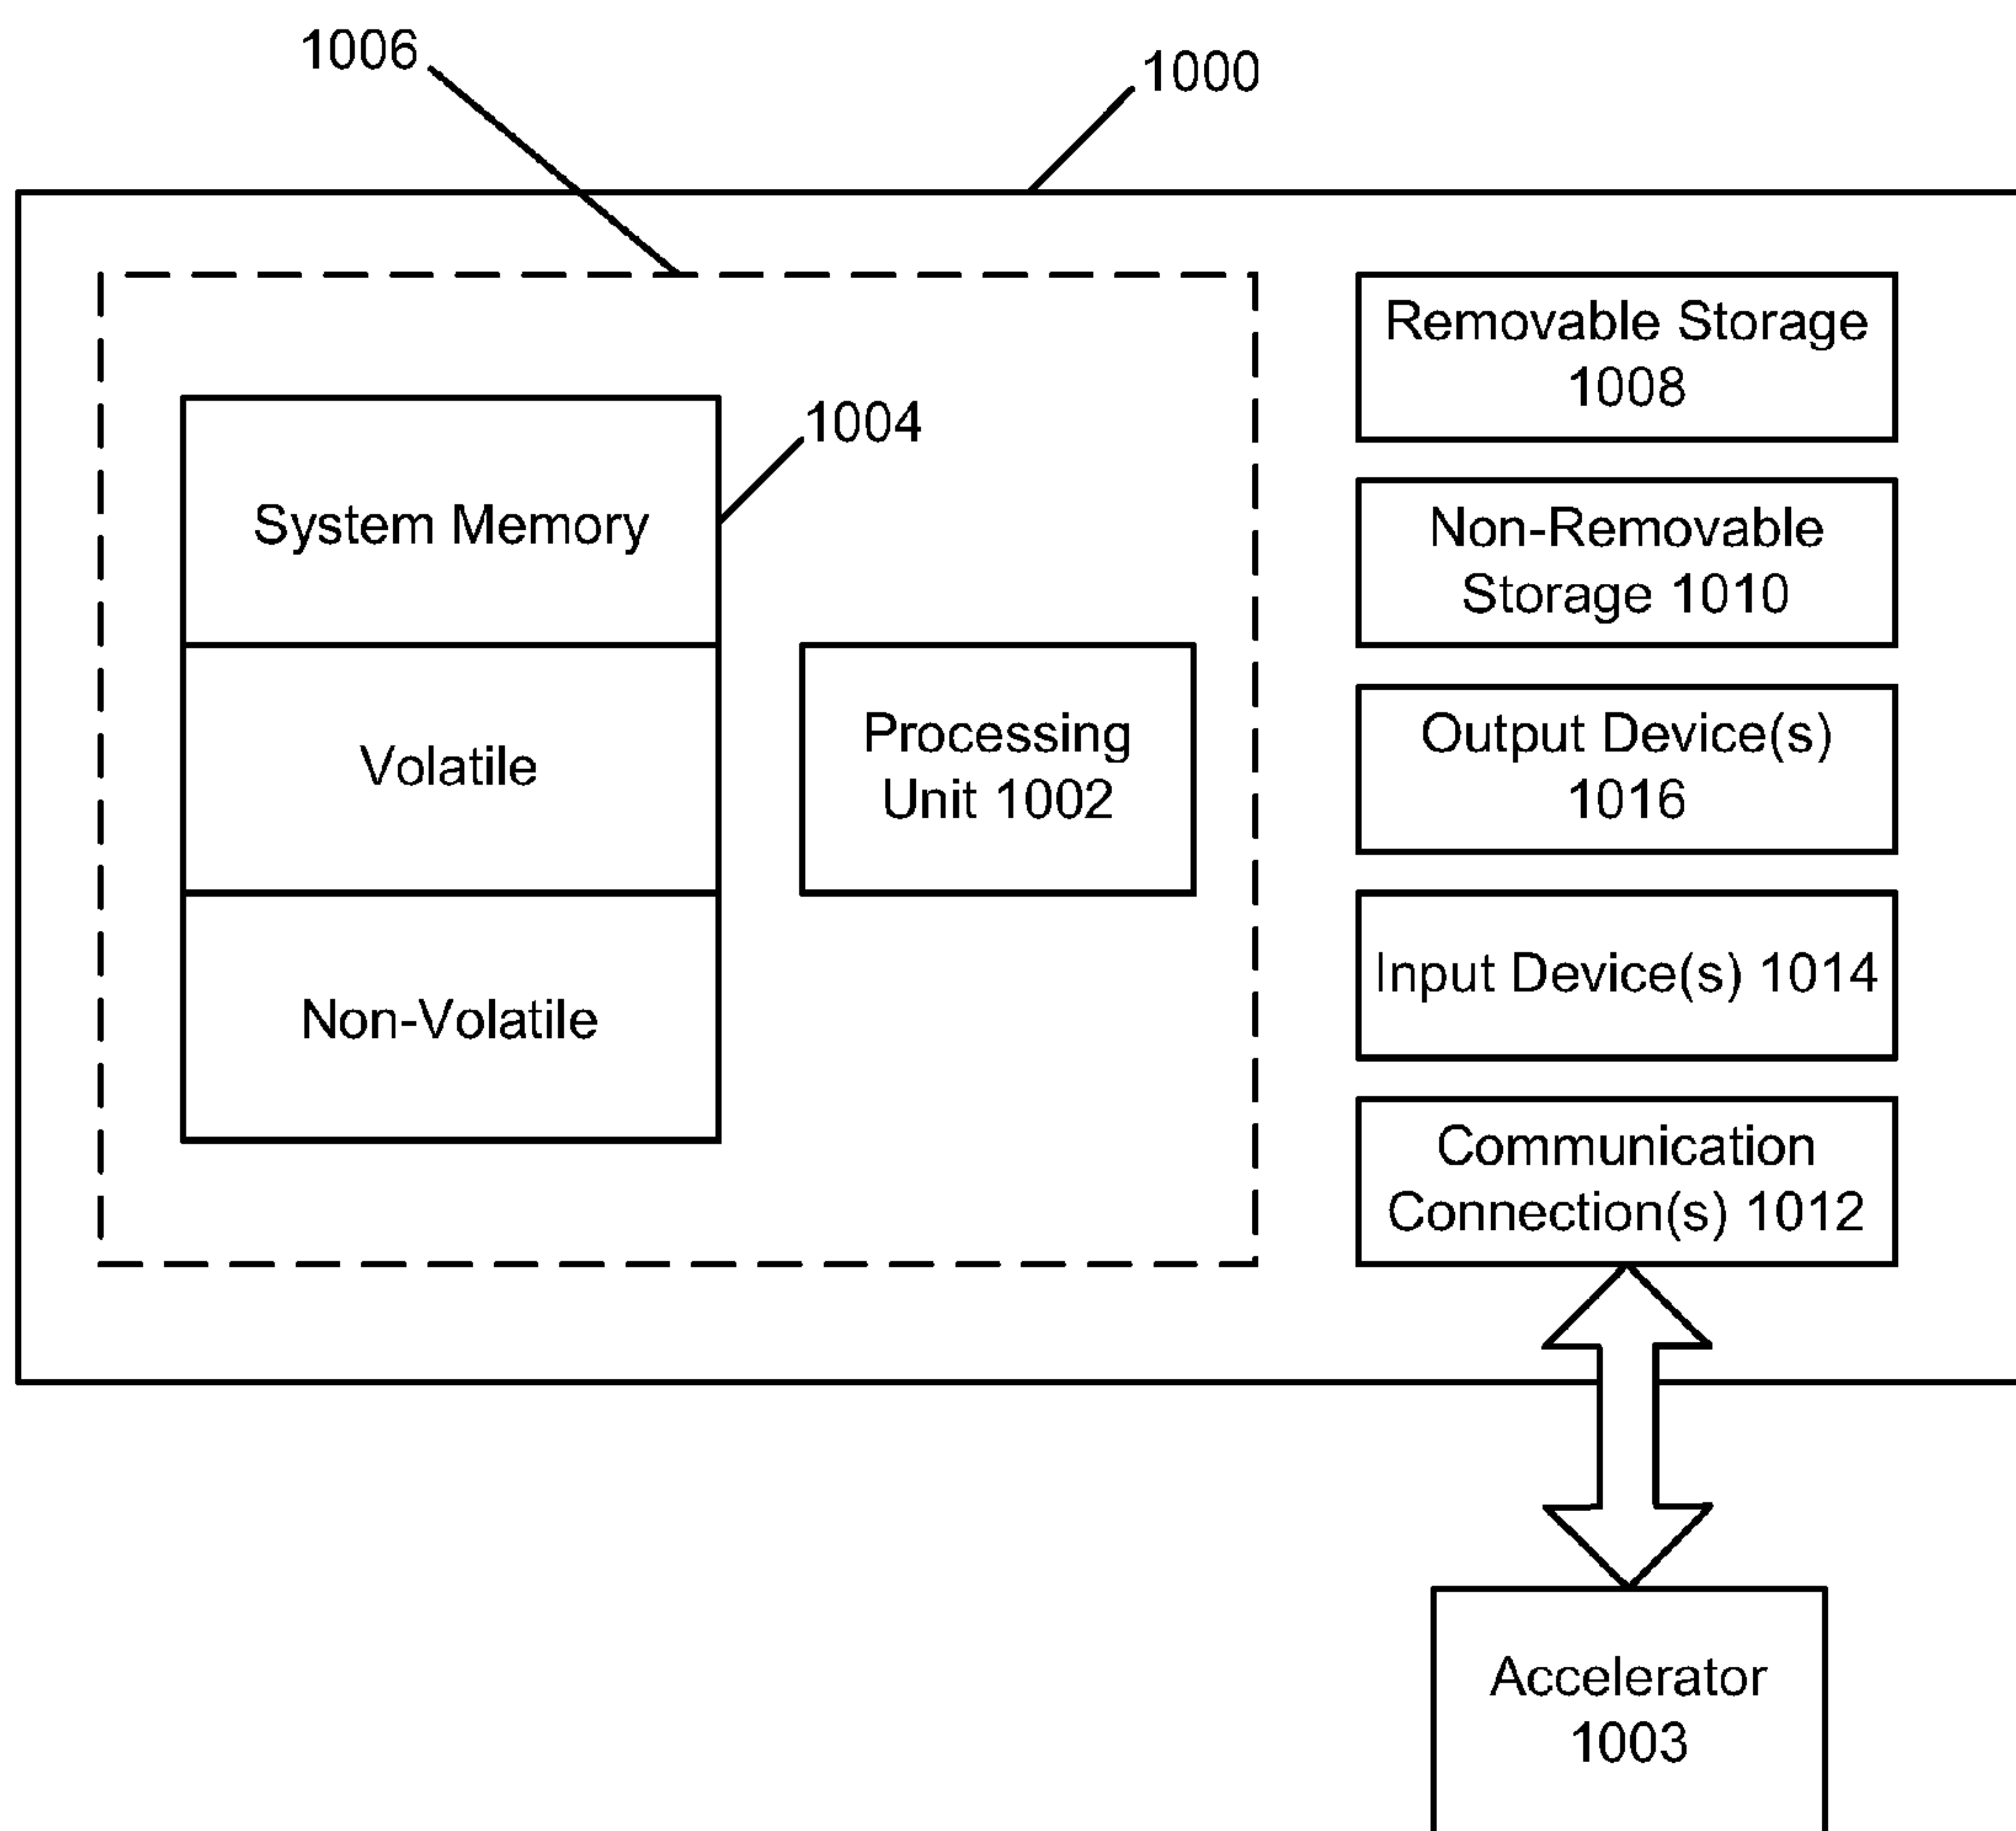 1006
1000
1004
System Memory
Volatile
Non-Volatile
Processing
Unit 1002
Removable Storage
1008
Non-Removable
Storage 1010
Output Device(s)
1016
Input Device(s) 1014
Communication
Connection(s) 1012
Accelerator
1003